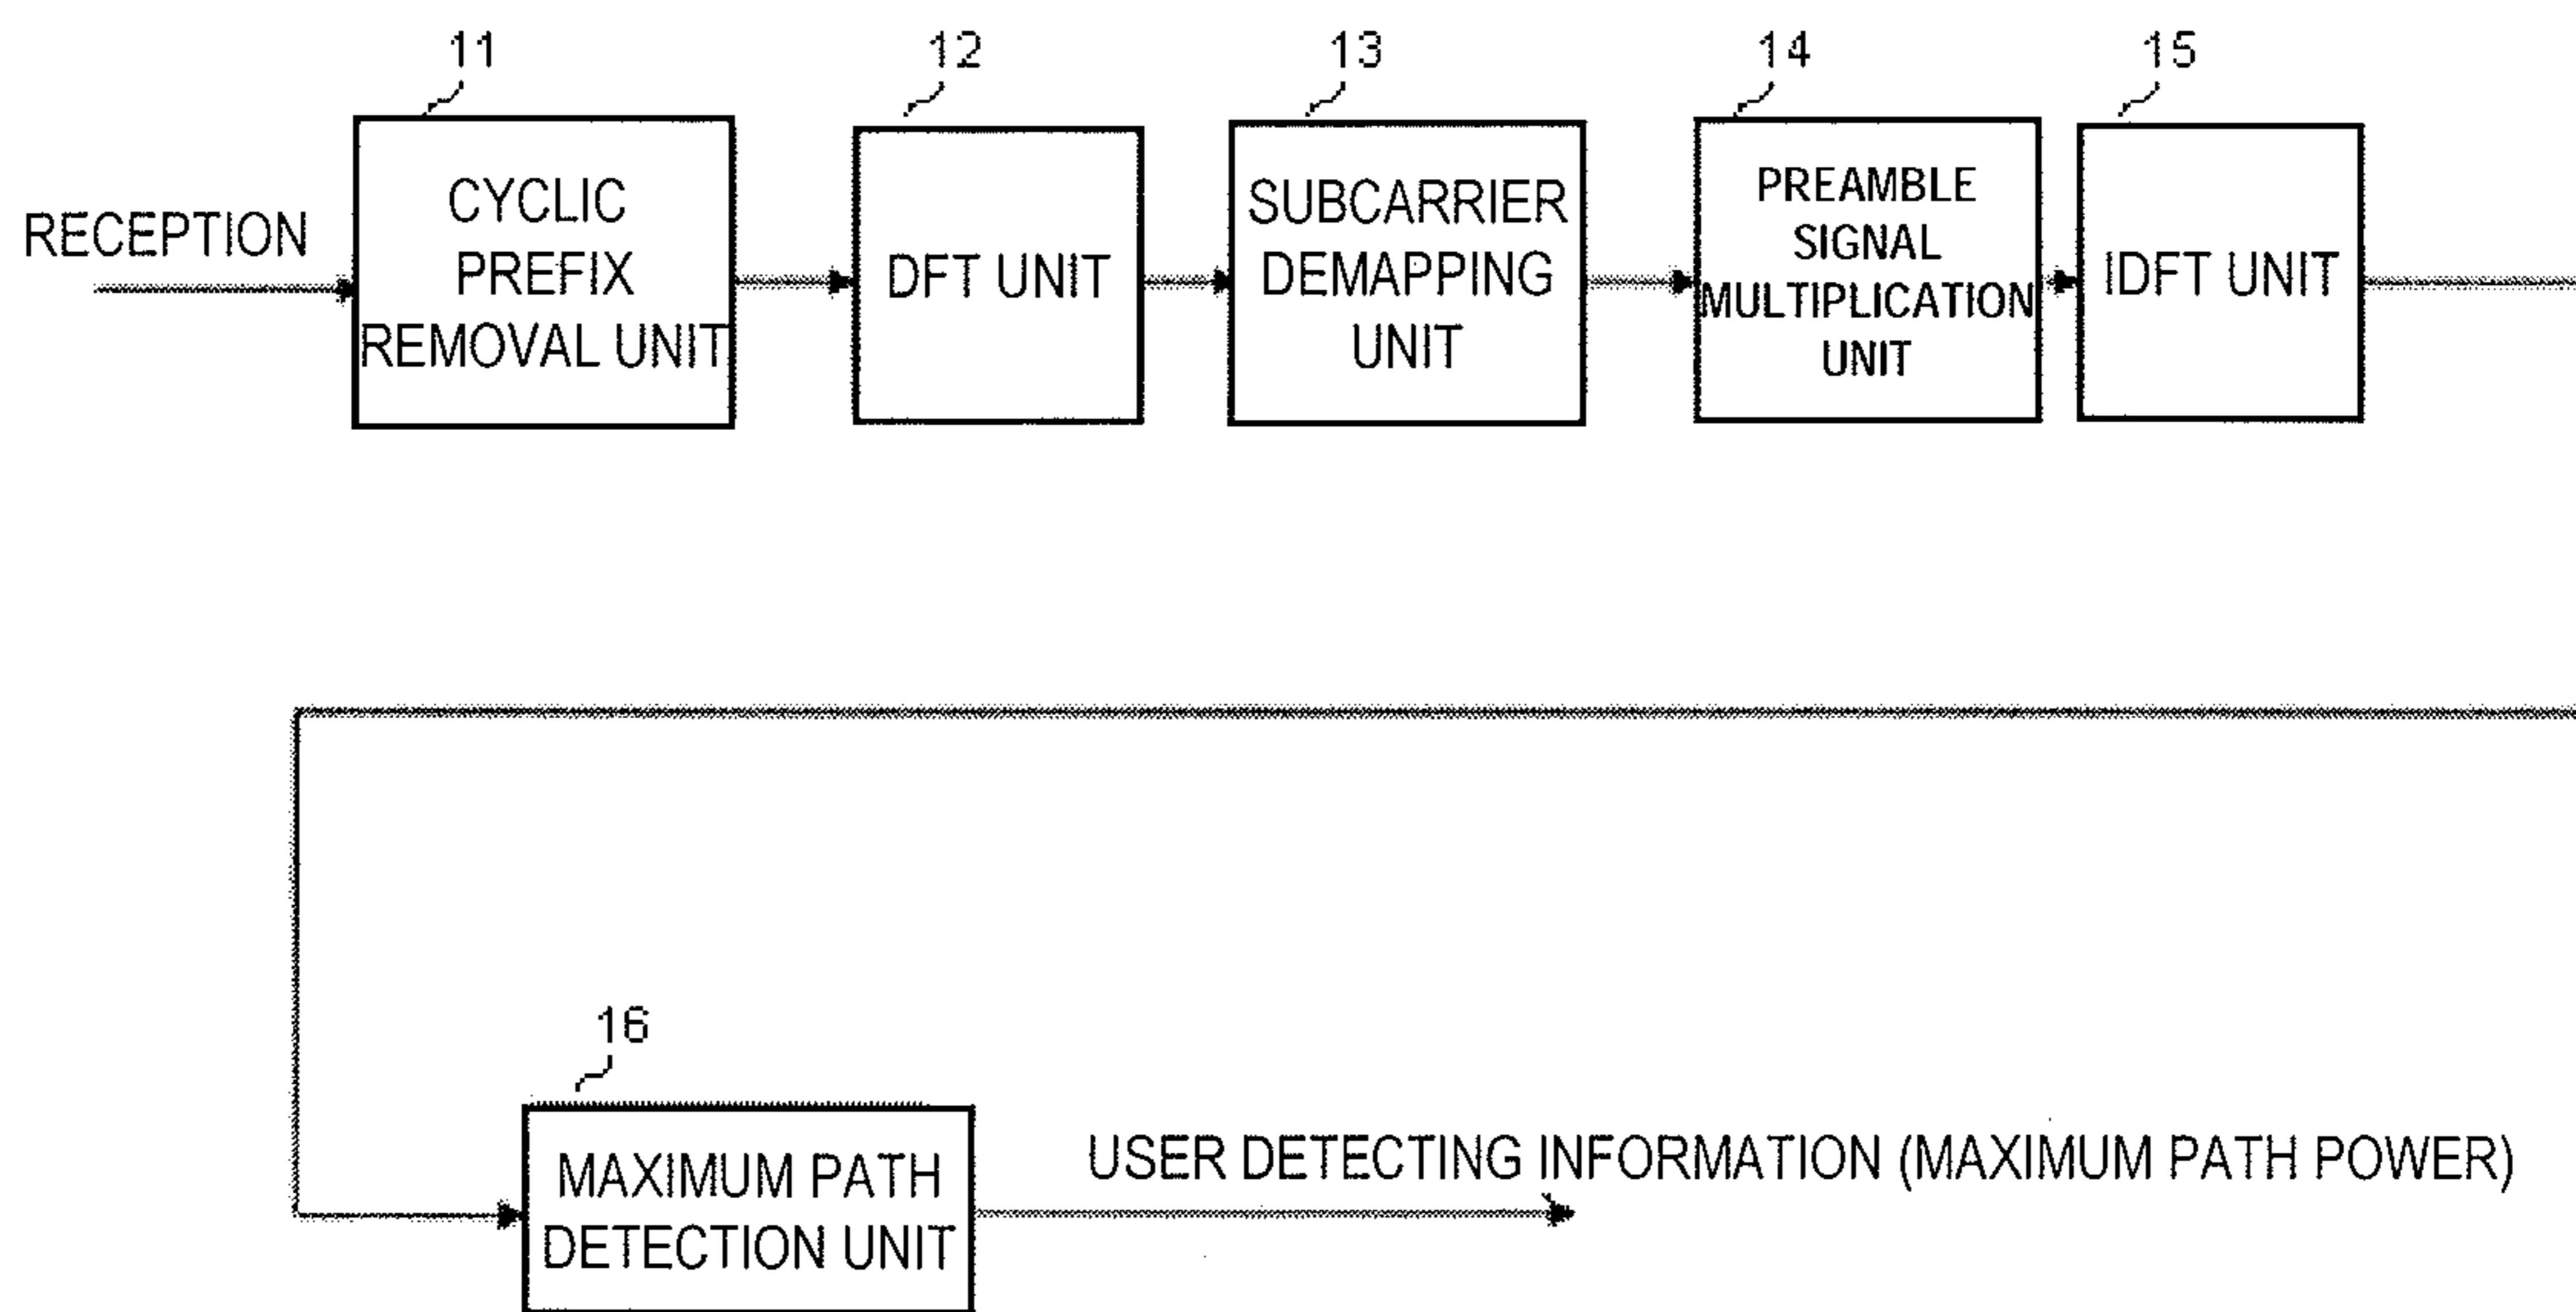 11
12
13
14
15
RECEPTION
CYCLIC
PREFIX
REMOVAL UNIT
DFT UNIT
SUBCARRIER
DEMAPPING
UNIT
PREAMBLE
SIGNAL
MULTIPLICATION
UNIT
IDFT UNIT
16
MAXIMUM PATH
DETECTION UNIT
USER DETECTING INFORMATION (MAXIMUM PATH POWER)